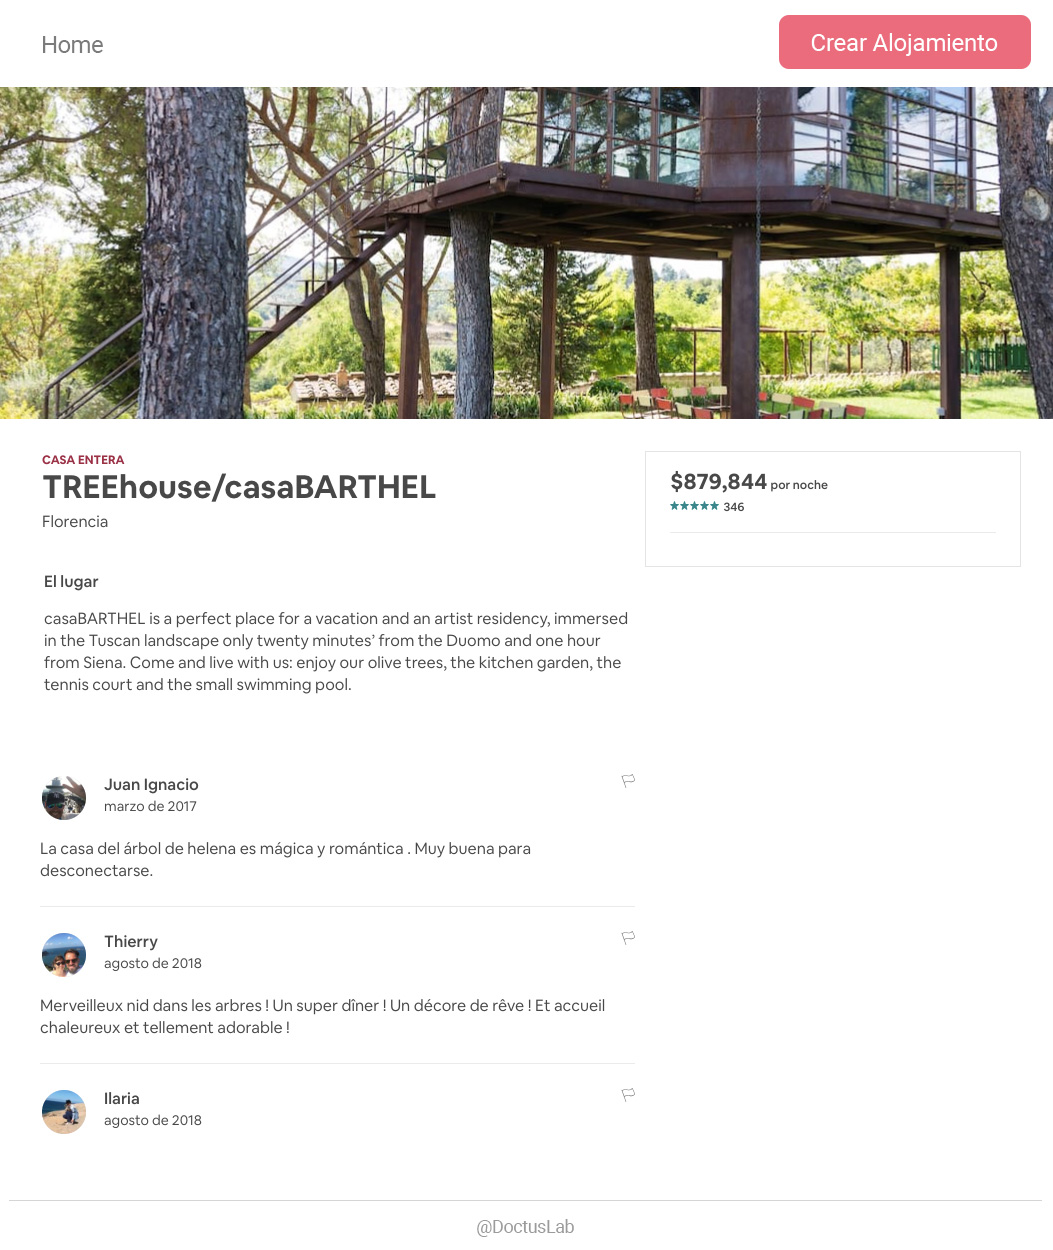 Home
Crear Alojamiento
CASA ENTERA
TREEhouse/casaBARTHEL
Florencia
$879,844 por noche
346
El lugar
casaBARTHEL is a perfect place for a vacation and an artist residency, immersed
in the Tuscan landscape only twenty minutes’ from the Duomo and one hour
from Siena. Come and live with us: enjoy our olive trees, the kitchen garden, the
tennis court and the small swimming pool.
Juan Ignacio
marzo de 2017
La casa del árbol de helena es mágica y romántica . Muy buena para
desconectarse.
Thierry
agosto de 2018
Merveilleux nid dans les arbres ! Un super dîner ! Un décore de rêve ! Et accueil
chaleureux et tellement adorable !
Ilaria
agosto de 2018
@DoctusLab